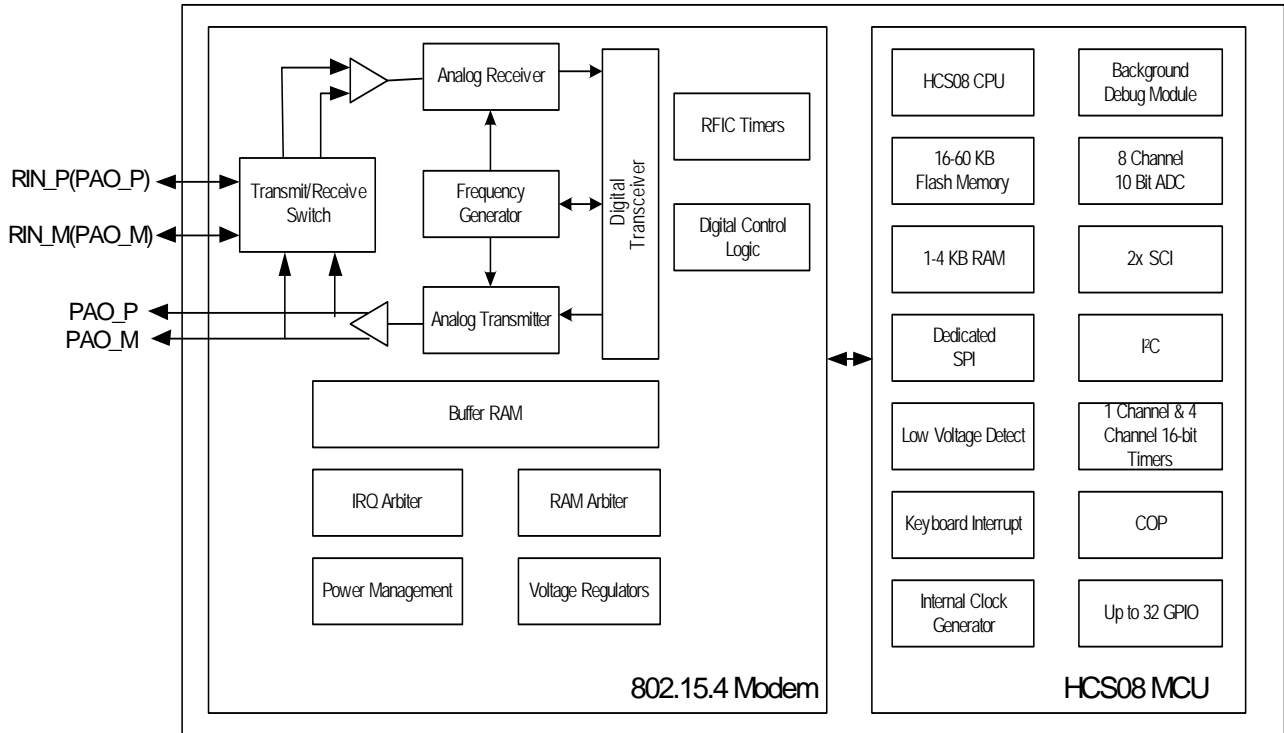 RIN_P(PAO_P)
RIN_M(PAO_M)
PAO_P
PAO_M
Transmit/Receive
Switch
Analog Receiver
Frequency
Generator
Analog Transmitter
Digital
Transceiver
RFIC Timers
Digital Control
Logic
Buffer RAM
IRQ Arbiter
RAM Arbiter
Power Management
Voltage Regulators
802.15.4 Modem
HCS08 CPU
Background
Debug Module
16-60 KB
Flash Memory
8 Channel
10 Bit ADC
1-4 KB RAM
2x SCI
Dedicated
SPI
I²C
Low Voltage Detect
1 Channel & 4
Channel 16-bit
Timers
Keyboard Interrupt
COP
Internal Clock
Generator
Up to 32 GPIO
HCS08 MCU